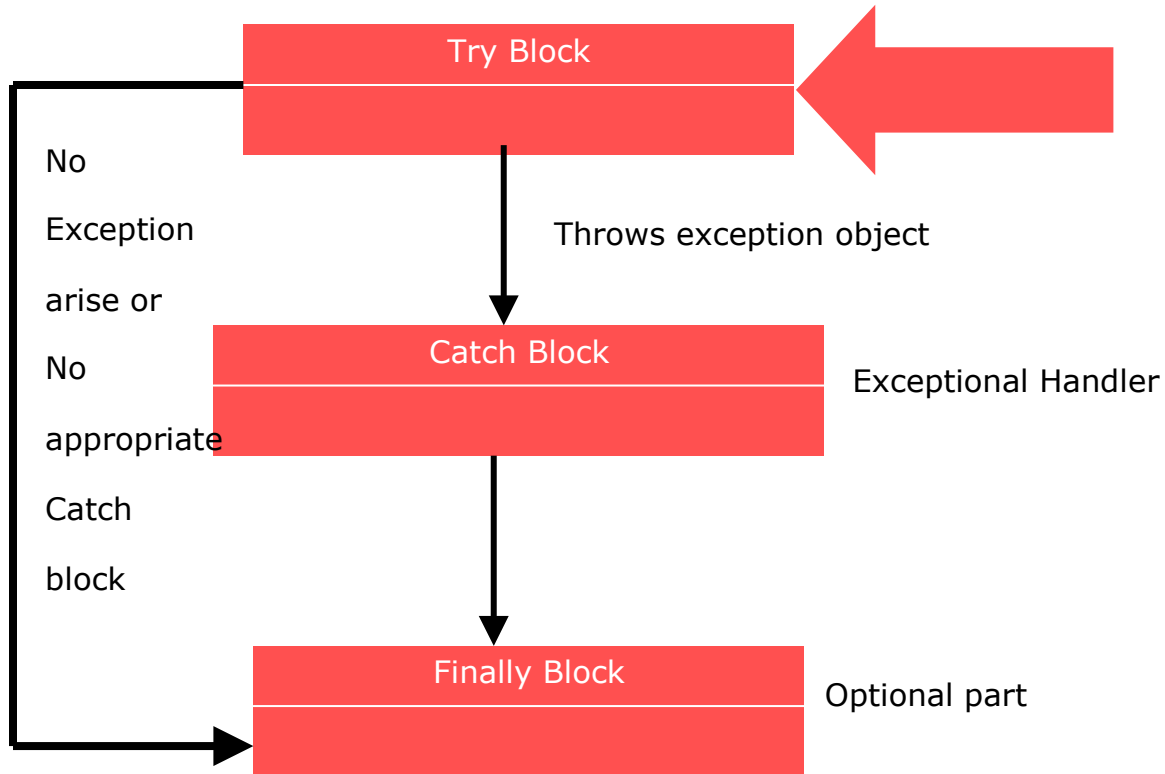 Try Block
No
Exception
arise or
No
appropriate
Catch
block
Throws exception object
Catch Block
Exceptional Handler
Finally Block
Optional part